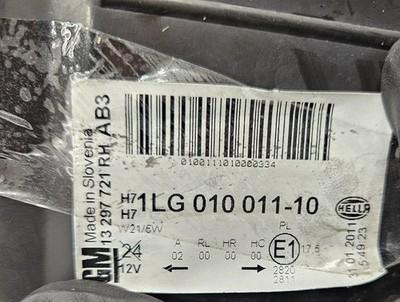 GM
Made in Slovenia
13 297 721 RH AB3
0100111010000334
H7
H7
1LG 010 011-10
W21/5W
24
12V
A RL HR HC
02 00 00 00
PL
E1
17.5
2820
2811
HELLA
31.01.2011